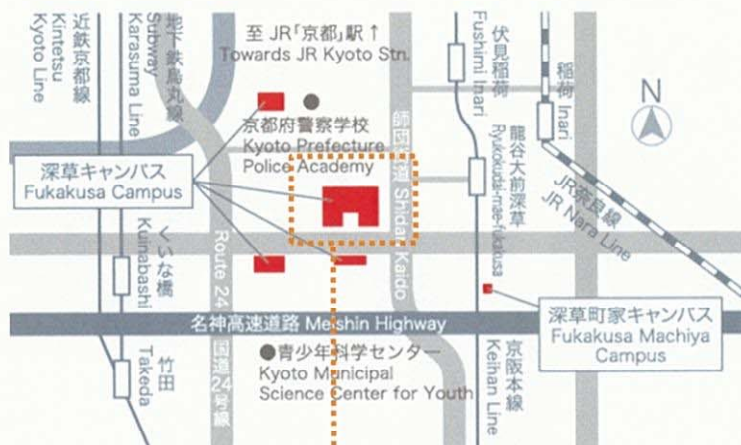 至 JR「京都」駅 ↑
Towards JR Kyoto Stn.
近鉄京都線
Kintetsu
Kyoto Line
地下鉄烏丸線
Subway
Karasuma Line
京都府警察学校
Kyoto Prefecture
Police Academy
深草キャンパス
Fukakusa Campus
師団街道 Shidan Kaido
伏見稲荷
Fushimi Inari
稲荷 Inari
N
龍谷大前深草
Ryukokudai-mae-fukakusa
JR奈良線
JR Nara Line
くいな橋
Kuinabashi
Route 24
国道24号線
名神高速道路 Meishin Highway
深草町家キャンパス
Fukakusa Machiya
Campus
竹田
Takeda
●青少年科学センター
Kyoto Municipal
Science Center for Youth
京阪本線
Keihan Line